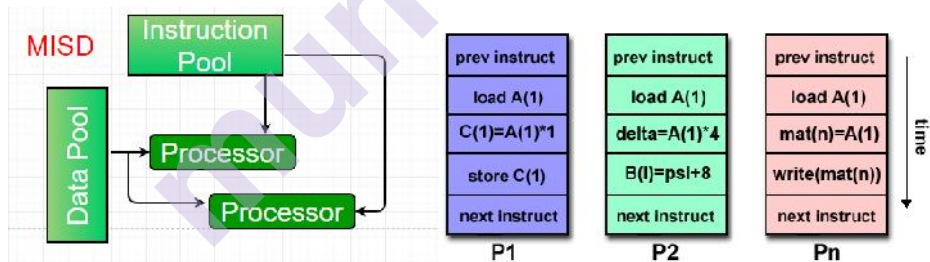 MISD
Instruction
Pool
Data Pool
Processor
Processor
prev instruct
load A(1)
C(1)=A(1)*1
store C(1)
next instruct
P1
prev instruct
load A(1)
delta=A(1)*4
B(I)=psi+8
next instruct
P2
prev instruct
load A(1)
mat(n)=A(1)
write(mat(n))
next instruct
Pn
time
mun